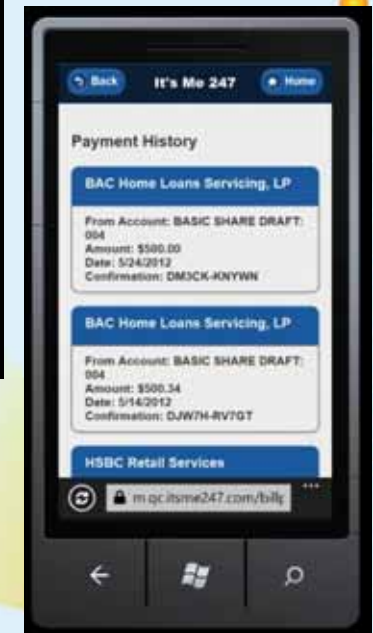 Back It's Me 247 Home
Payment History
BAC Home Loans Servicing, LP
From Account: BASIC SHARE DRAFT:
004
Amount: $500.00
Date: 5/24/2012
Confirmation: DM3CK-KNYWN
BAC Home Loans Servicing, LP
From Account: BASIC SHARE DRAFT:
004
Amount: $500.34
Date: 5/14/2012
Confirmation: DJW7H-RV7GT
HSBC Retail Services
m.qc.itsme247.com/billp